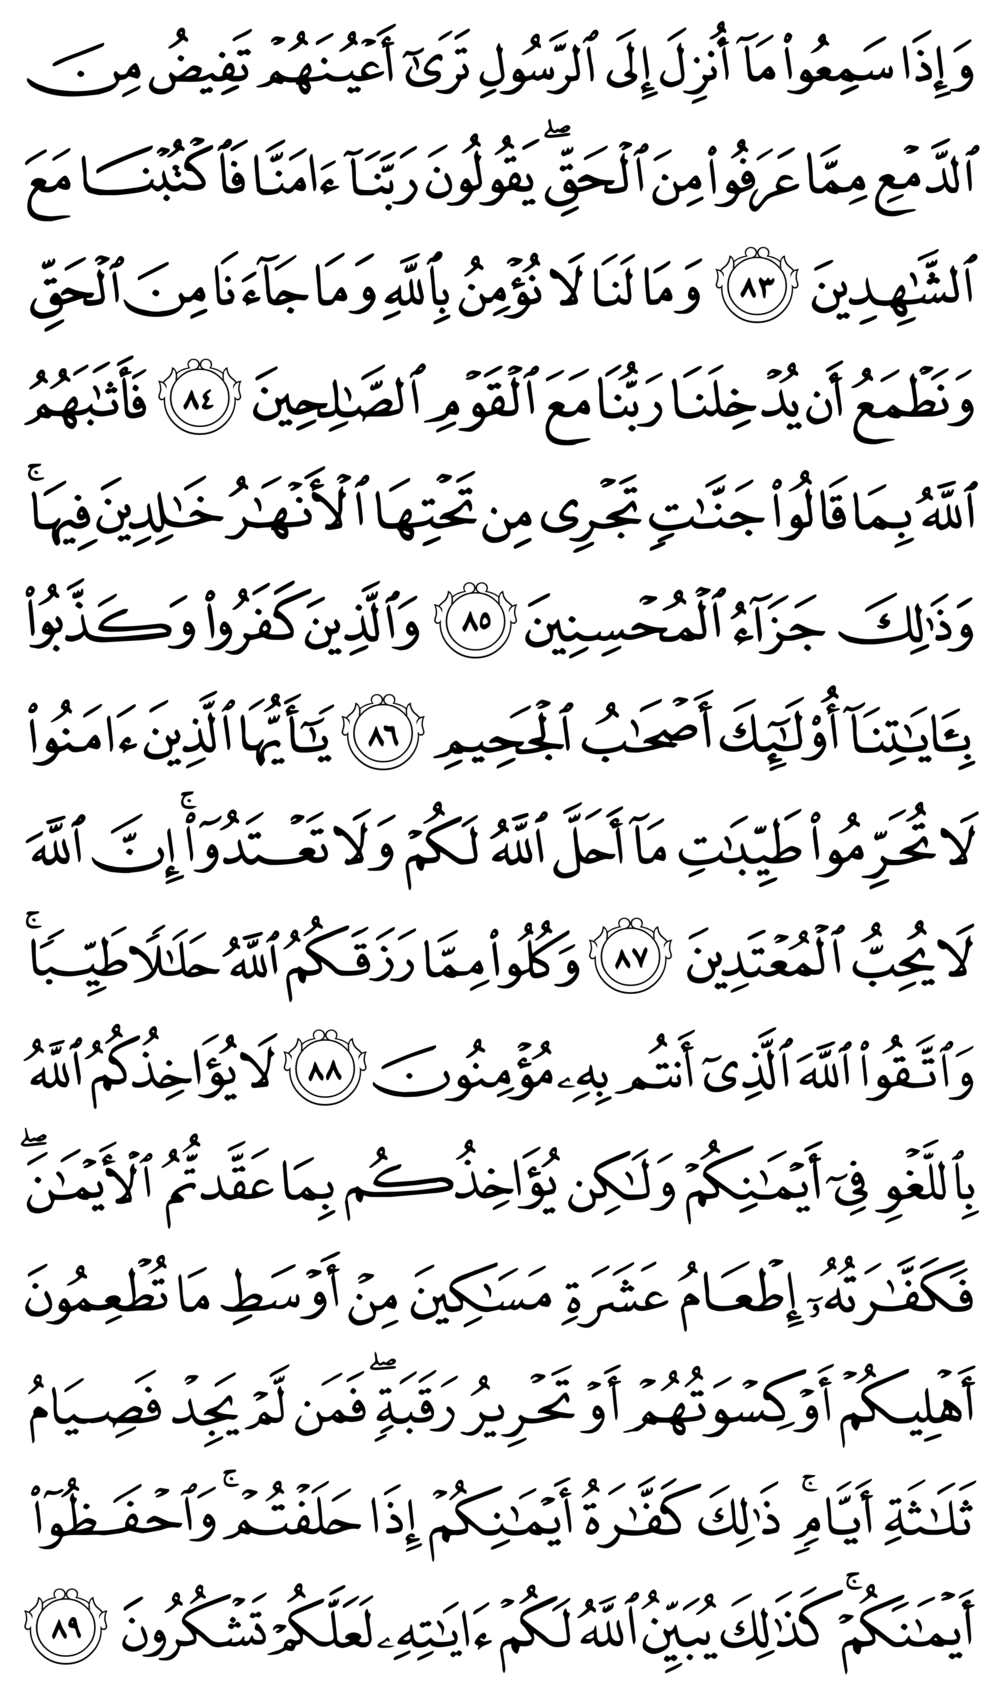 وَإِذَا سَمِعُوا۟ مَآ أُنزِلَ إِلَى ٱلرَّسُولِ تَرَىٰٓ أَعْيُنَهُمْ تَفِيضُ مِنَ
ٱلدَّمْعِ مِمَّا عَرَفُوا۟ مِنَ ٱلْحَقِّ ۖ يَقُولُونَ رَبَّنَآ ءَامَنَّا فَٱكْتُبْنَا مَعَ
ٱلشَّٰهِدِينَ ٨٣ وَمَا لَنَا لَا نُؤْمِنُ بِٱللَّهِ وَمَا جَآءَنَا مِنَ ٱلْحَقِّ
وَنَطْمَعُ أَن يُدْخِلَنَا رَبُّنَا مَعَ ٱلْقَوْمِ ٱلصَّٰلِحِينَ ٨٤ فَأَثَٰبَهُمُ
ٱللَّهُ بِمَا قَالُوا۟ جَنَّٰتٍ تَجْرِى مِن تَحْتِهَا ٱلْأَنْهَٰرُ خَٰلِدِينَ فِيهَا ۚ
وَذَٰلِكَ جَزَآءُ ٱلْمُحْسِنِينَ ٨٥ وَٱلَّذِينَ كَفَرُوا۟ وَكَذَّبُوا۟
بِـَٔايَٰتِنَآ أُو۟لَٰٓئِكَ أَصْحَٰبُ ٱلْجَحِيمِ ٨٦ يَٰٓأَيُّهَا ٱلَّذِينَ ءَامَنُوا۟
لَا تُحَرِّمُوا۟ طَيِّبَٰتِ مَآ أَحَلَّ ٱللَّهُ لَكُمْ وَلَا تَعْتَدُوٓا۟ ۚ إِنَّ ٱللَّهَ
لَا يُحِبُّ ٱلْمُعْتَدِينَ ٨٧ وَكُلُوا۟ مِمَّا رَزَقَكُمُ ٱللَّهُ حَلَٰلًا طَيِّبًا ۚ
وَٱتَّقُوا۟ ٱللَّهَ ٱلَّذِىٓ أَنتُم بِهِۦ مُؤْمِنُونَ ٨٨ لَا يُؤَاخِذُكُمُ ٱللَّهُ
بِٱللَّغْوِ فِىٓ أَيْمَٰنِكُمْ وَلَٰكِن يُؤَاخِذُكُم بِمَا عَقَّدتُّمُ ٱلْأَيْمَٰنَ ۖ
فَكَفَّٰرَتُهُۥٓ إِطْعَامُ عَشَرَةِ مَسَٰكِينَ مِنْ أَوْسَطِ مَا تُطْعِمُونَ
أَهْلِيكُمْ أَوْ كِسْوَتُهُمْ أَوْ تَحْرِيرُ رَقَبَةٍ ۖ فَمَن لَّمْ يَجِدْ فَصِيَامُ
ثَلَٰثَةِ أَيَّامٍ ۚ ذَٰلِكَ كَفَّٰرَةُ أَيْمَٰنِكُمْ إِذَا حَلَفْتُمْ ۚ وَٱحْفَظُوٓا۟
أَيْمَٰنَكُمْ ۚ كَذَٰلِكَ يُبَيِّنُ ٱللَّهُ لَكُمْ ءَايَٰتِهِۦ لَعَلَّكُمْ تَشْكُرُونَ ٨٩